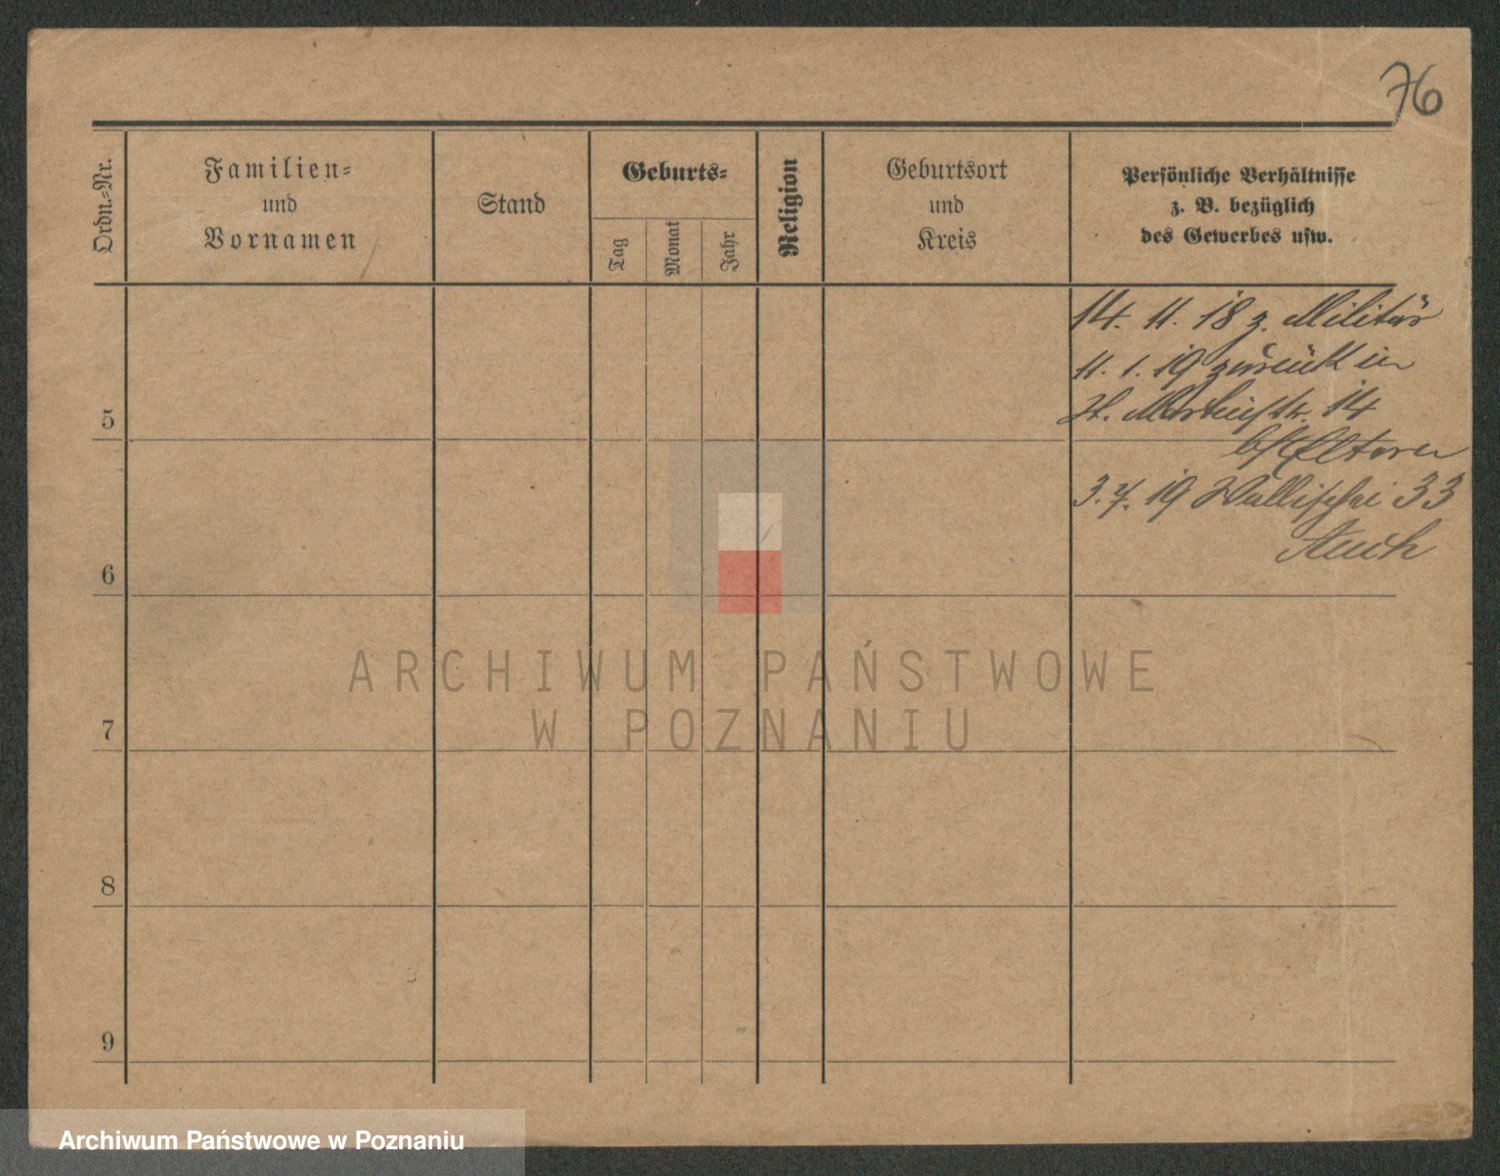 76
Ordn.=Nr.
Familien=
und
Vornamen
Stand
Geburts=
Tag
Monat
Jahr
Religion
Geburtsort
und
Kreis
Persönliche Verhältnisse
z. B. bezüglich
des Gewerbes usw.
14. 11. 18 z. Militär
11. 1. 19 zurück in
St. Martinstr. 14
Eltern
5
3. 7. 19 Wallischei 33
6
7
8
9
ARCHIWUM PAŃSTWOWE
W POZNANIU
Archiwum Państwowe w Poznaniu